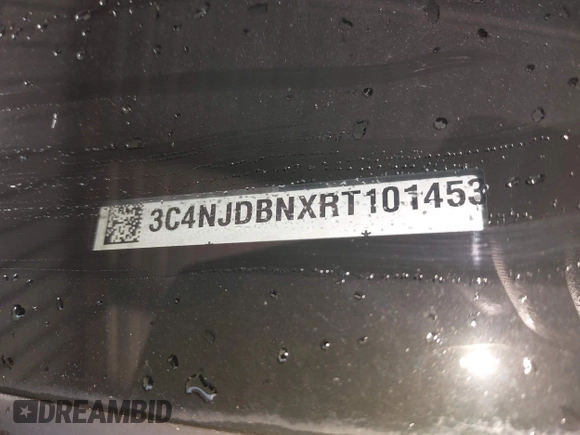 3C4NJDBNXRT101453
* *
DREAMBID